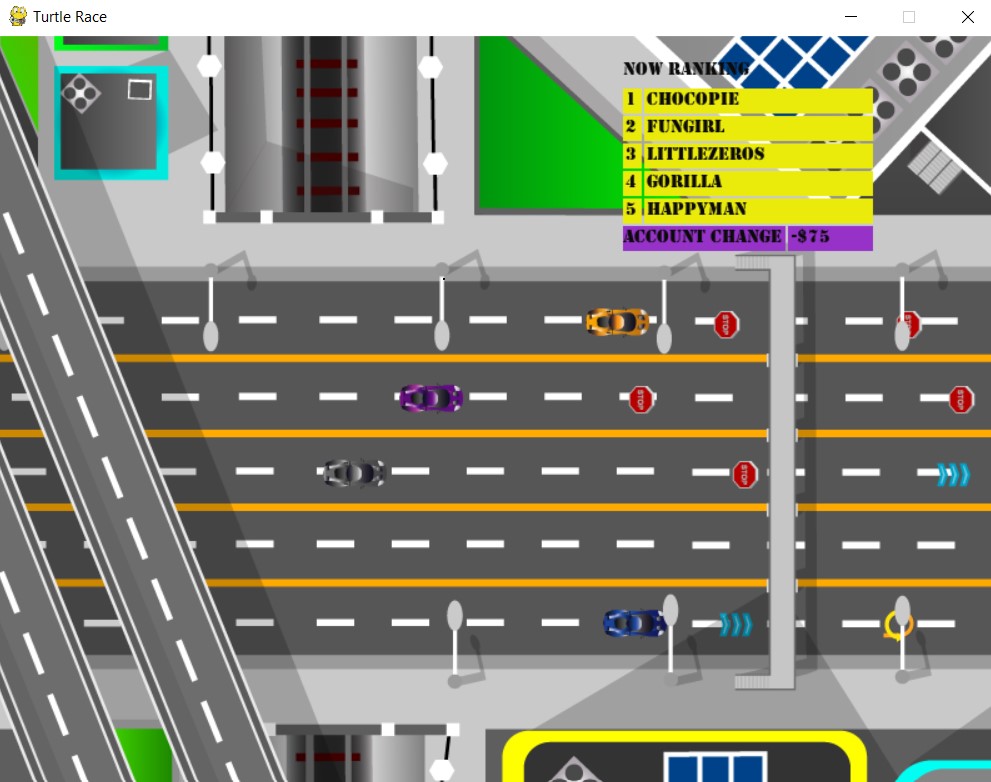 Turtle Race
NOW RANKING
1 CHOCOPIE
2 FUNGIRL
3 LITTLEZEROS
4 GORILLA
5 HAPPYMAN
ACCOUNT CHANGE -$75
STOP
STOP
STOP
STOP
STOP